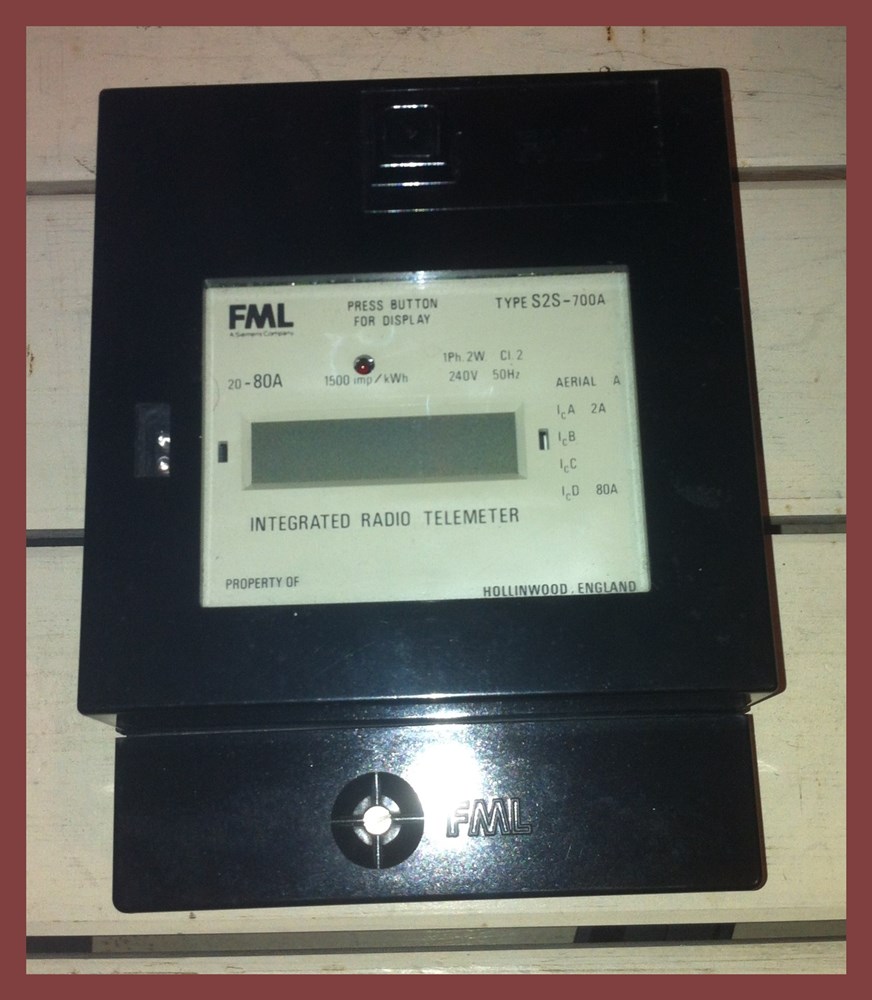 FML
A Siemens Company
PRESS BUTTON
FOR DISPLAY
TYPE S2S-700A
20-80A
1500 imp/kWh
1Ph. 2W Cl. 2
240V 50Hz
AERIAL A
IcA 2A
IcB
IcC
IcD 80A
INTEGRATED RADIO TELEMETER
PROPERTY OF
HOLLINWOOD. ENGLAND
FML